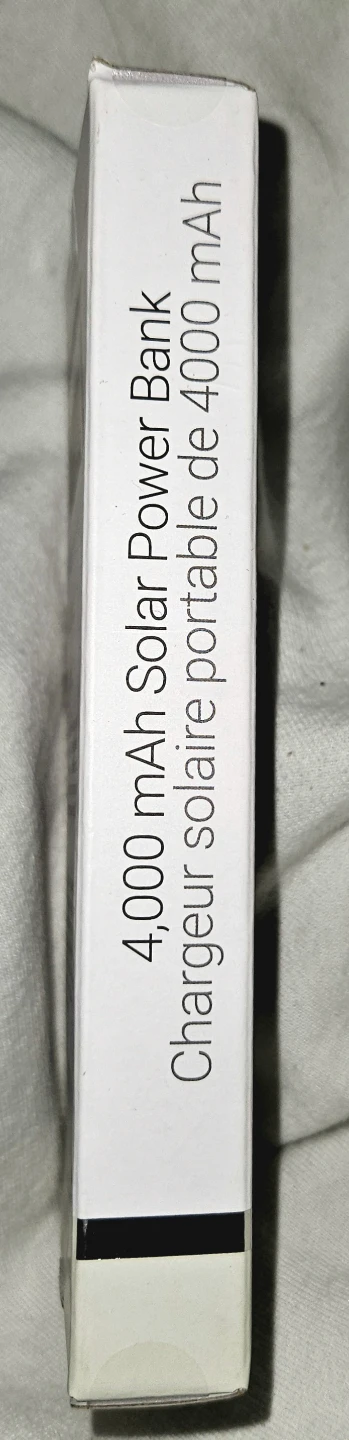 4,000 mAh Solar Power Bank
Chargeur solaire portable de 4000 mAh